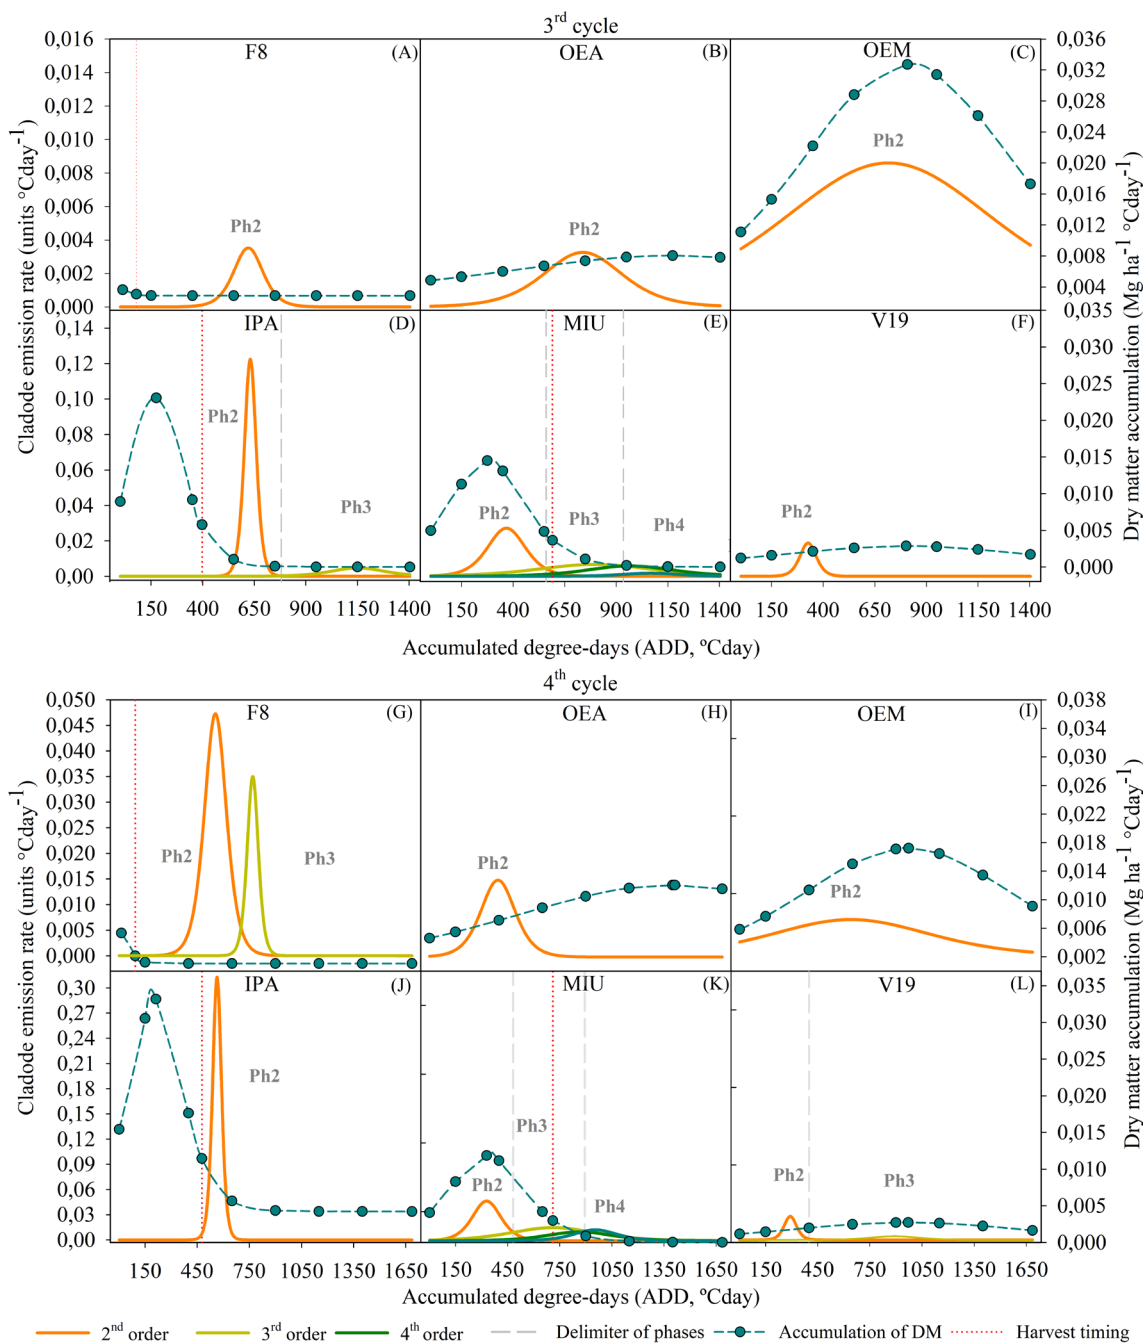 3rd cycle
F8 (A) OEA (B) OEM (C)
0,016
0,014
0,012
0,010
0,008
0,006
0,004
0,002
0,000
Ph2
Ph2
Ph2
0,036
0,032
0,028
0,024
0,020
0,016
0,012
0,008
0,004
IPA (D) MIU (E) V19 (F)
0,14
0,12
0,10
0,08
0,06
0,04
0,02
0,00
Ph2
Ph3
Ph2
Ph3
Ph4
Ph2
0,035
0,030
0,025
0,020
0,015
0,010
0,005
0,000
Cladode emission rate (units °Cday-1)
Dry matter accumulation (Mg ha-1 °Cday-1)
150 400 650 900 1150 1400 150 400 650 900 1150 1400 150 400 650 900 1150 1400
Accumulated degree-days (ADD, ºCday)
4th cycle
F8 (G) OEA (H) OEM (I)
0,050
0,045
0,040
0,035
0,030
0,025
0,020
0,015
0,010
0,005
0,000
Ph2
Ph3
Ph2
Ph2
0,038
0,034
0,030
0,026
0,022
0,018
0,014
0,010
0,006
0,002
IPA (J) MIU (K) V19 (L)
0,30
0,27
0,24
0,21
0,18
0,15
0,12
0,09
0,06
0,03
0,00
Ph2
Ph2
Ph3
Ph4
Ph2
Ph3
0,035
0,030
0,025
0,020
0,015
0,010
0,005
0,000
Cladode emission rate (units °Cday-1)
Dry matter accumulation (Mg ha-1 °Cday-1)
150 450 750 1050 1350 1650 150 450 750 1050 1350 1650 150 450 750 1050 1350 1650
Accumulated degree-days (ADD, ºCday)
2nd order 3rd order 4th order Delimiter of phases Accumulation of DM Harvest timing